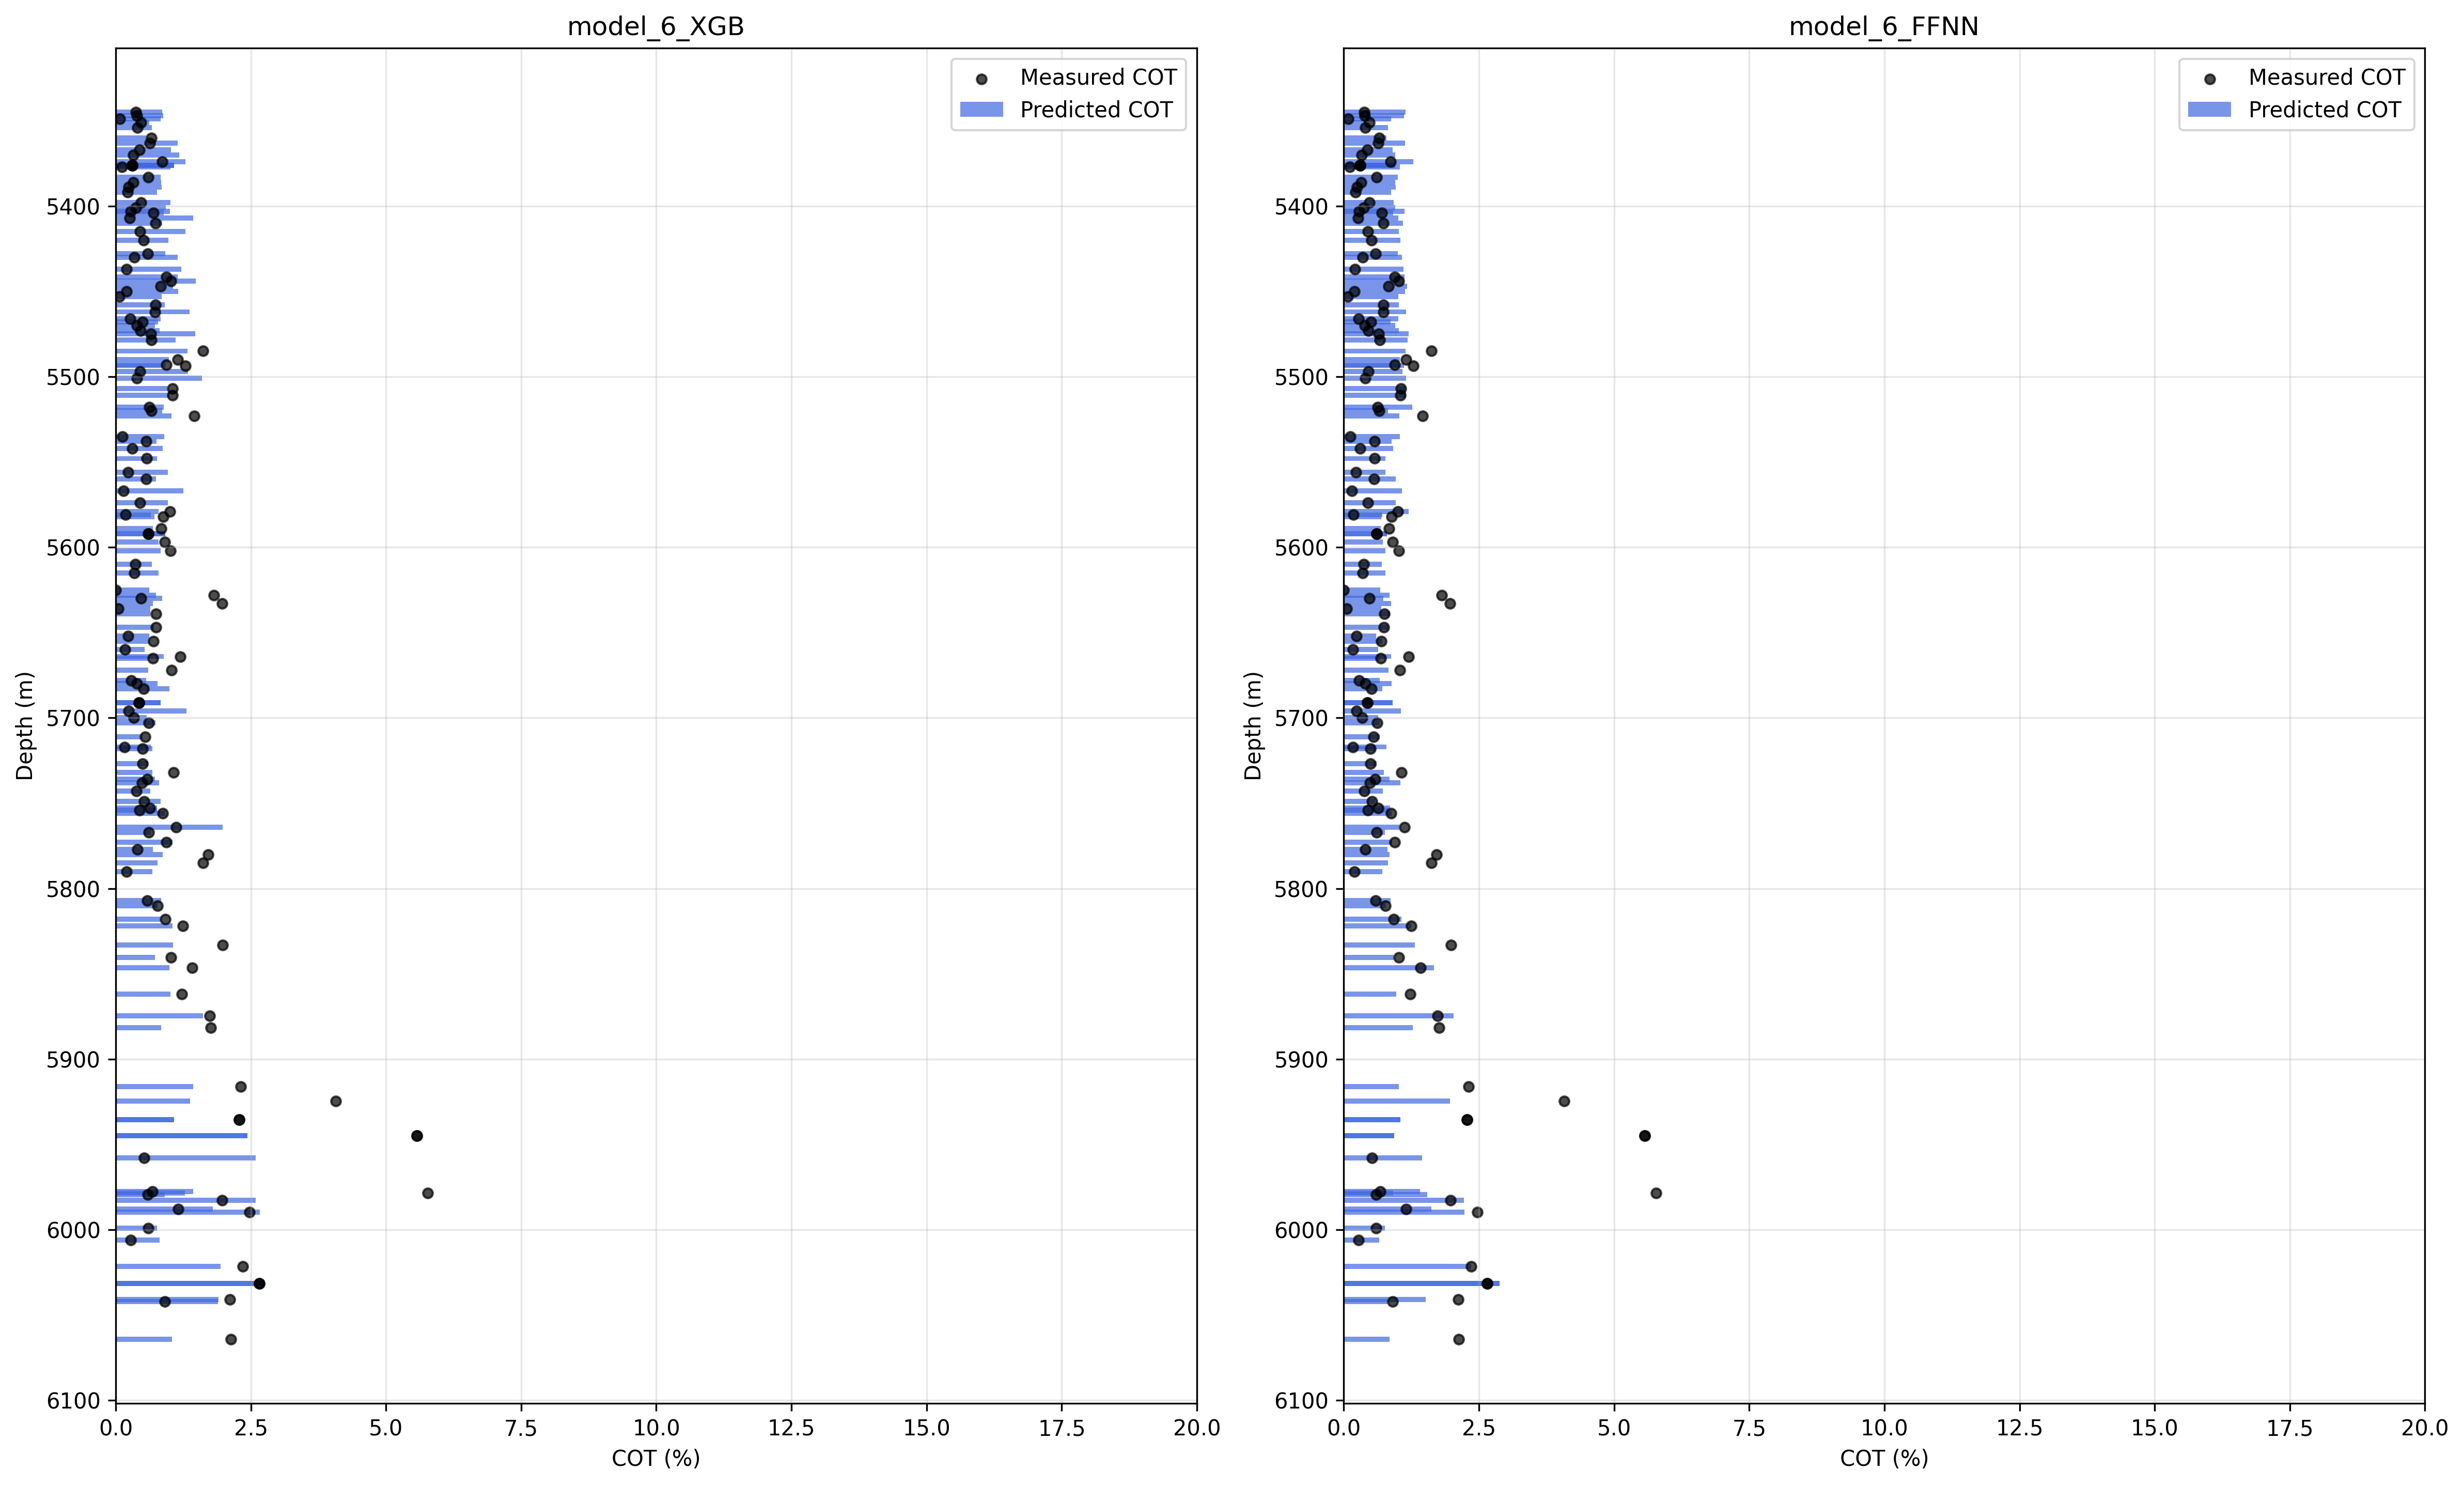 model_6_XGB
Measured COT
Predicted COT
Depth (m)
5400
5500
5600
5700
5800
5900
6000
6100
0.0 2.5 5.0 7.5 10.0 12.5 15.0 17.5 20.0
COT (%)
model_6_FFNN
Measured COT
Predicted COT
Depth (m)
5400
5500
5600
5700
5800
5900
6000
6100
0.0 2.5 5.0 7.5 10.0 12.5 15.0 17.5 20.0
COT (%)